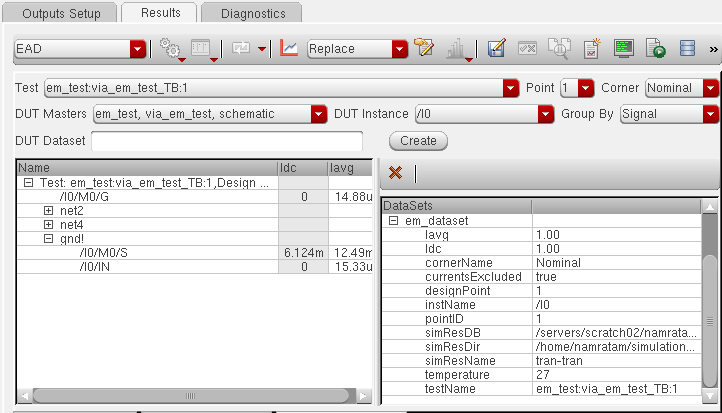 Outputs Setup Results Diagnostics
EAD Replace »
Test em_test:via_em_test_TB:1 Point 1 Corner Nominal
DUT Masters em_test, via_em_test, schematic DUT Instance /I0 Group By Signal
DUT Dataset Create
Name Idc Iavg
Test: em_test:via_em_test_TB:1,Design ...
/I0/M0/G 0 14.88u
net2
net4
gnd!
/I0/M0/S 6.124m 12.49m
/I0/IN 0 15.33u
DataSets
em_dataset
Iavg 1.00
Idc 1.00
cornerName Nominal
currentsExcluded true
designPoint 1
instName /I0
pointID 1
simResDB /servers/scratch02/namrata...
simResDir /home/namratam/simulation...
simResName tran-tran
temperature 27
testName em_test:via_em_test_TB:1